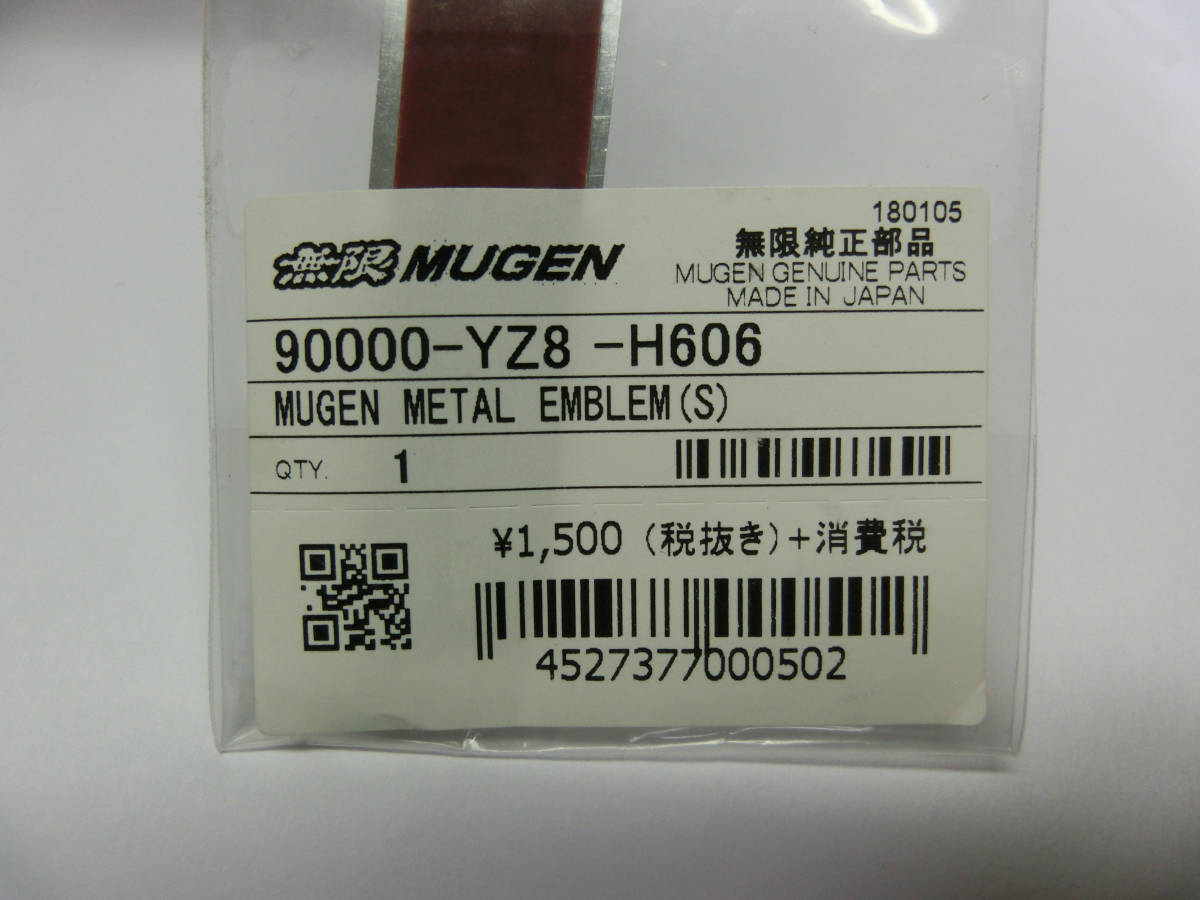 180105
無限 MUGEN
無限純正部品
MUGEN GENUINE PARTS
MADE IN JAPAN
90000-YZ8 -H606
MUGEN METAL EMBLEM(S)
QTY. 1
¥1,500 (税抜き)+消費税
4527377000502